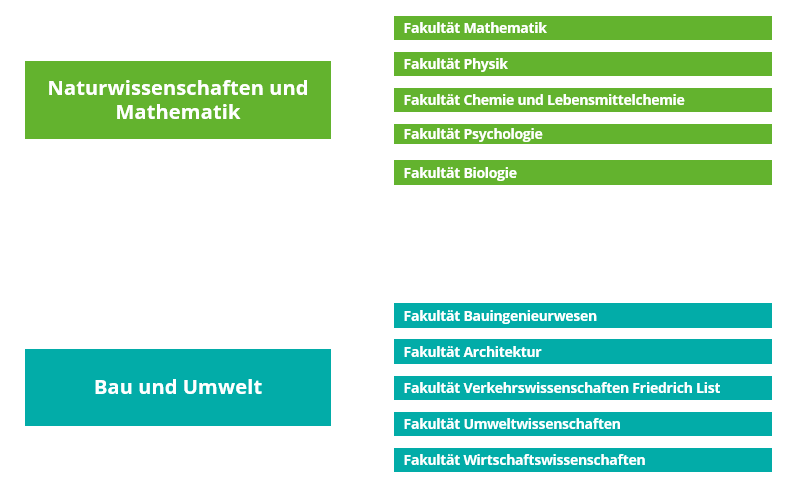 Naturwissenschaften und
Mathematik
Fakultät Mathematik
Fakultät Physik
Fakultät Chemie und Lebensmittelchemie
Fakultät Psychologie
Fakultät Biologie
Bau und Umwelt
Fakultät Bauingenieurwesen
Fakultät Architektur
Fakultät Verkehrswissenschaften Friedrich List
Fakultät Umweltwissenschaften
Fakultät Wirtschaftswissenschaften